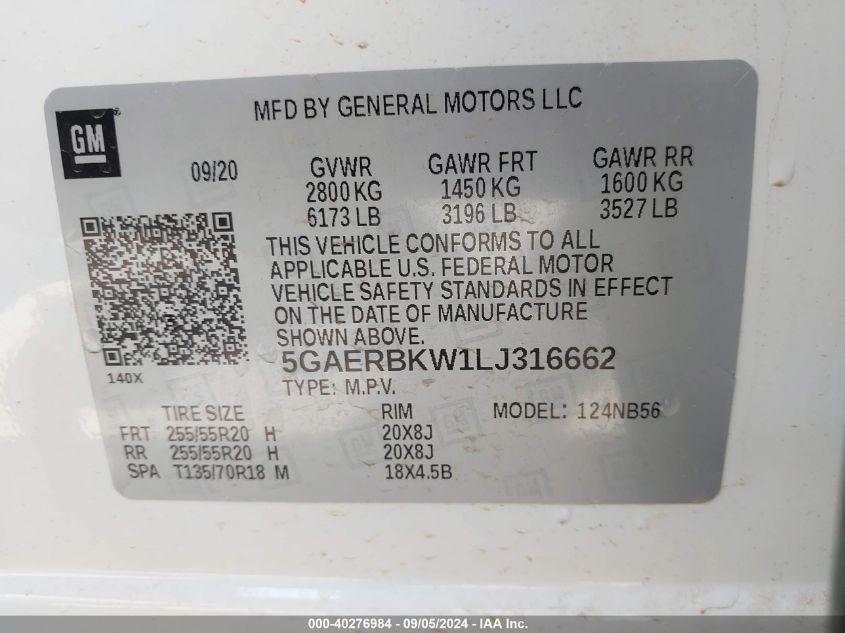 MFD BY GENERAL MOTORS LLC
GM
09/20 GVWR GAWR FRT GAWR RR
2800 KG 1450 KG 1600 KG
6173 LB 3196 LB 3527 LB
THIS VEHICLE CONFORMS TO ALL
APPLICABLE U.S. FEDERAL MOTOR
VEHICLE SAFETY STANDARDS IN EFFECT
ON THE DATE OF MANUFACTURE
SHOWN ABOVE.
5GAERBKW1LJ316662
140X
TYPE: M.P.V.
TIRE SIZE RIM MODEL: 124NB56
FRT 255/55R20 H 20X8J
RR 255/55R20 H 20X8J
SPA T135/70R18 M 18X4.5B
000-40276984 - 09/05/2024 - IAA Inc.